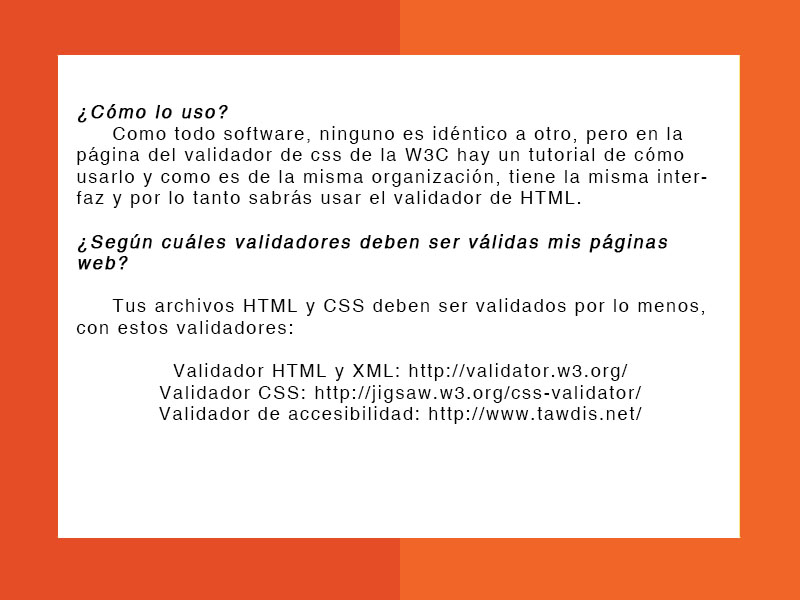 ¿Cómo lo uso?
Como todo software, ninguno es idéntico a otro, pero en la
página del validador de css de la W3C hay un tutorial de cómo
usarlo y como es de la misma organización, tiene la misma inter-
faz y por lo tanto sabrás usar el validador de HTML.
¿Según cuáles validadores deben ser válidas mis páginas
web?
Tus archivos HTML y CSS deben ser validados por lo menos,
con estos validadores:
Validador HTML y XML: http://validator.w3.org/
Validador CSS: http://jigsaw.w3.org/css-validator/
Validador de accesibilidad: http://www.tawdis.net/